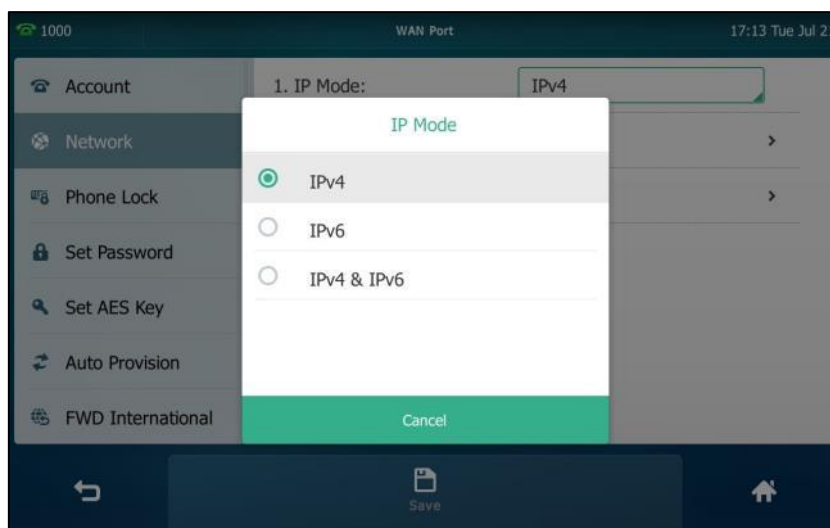 1000 WAN Port 17:13 Tue Jul 2
Account
1. IP Mode: IPv4
IP Mode
Network
IPv4
Phone Lock
IPv6
Set Password
IPv4 & IPv6
Set AES Key
Auto Provision
FWD International
Cancel
Save